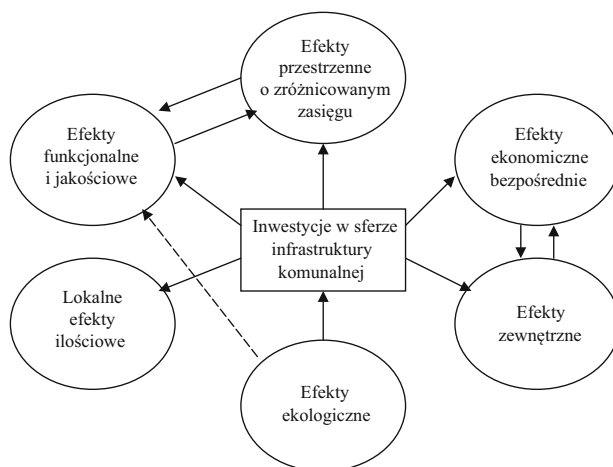 Efekty
przestrzenne
o zróżnicowanym
zasięgu
Efekty
funkcjonalne
i jakościowe
Efekty
ekonomiczne
bezpośrednie
Inwestycje w sferze
infrastruktury
komunalnej
Lokalne
efekty
ilościowe
Efekty
zewnętrzne
Efekty
ekologiczne